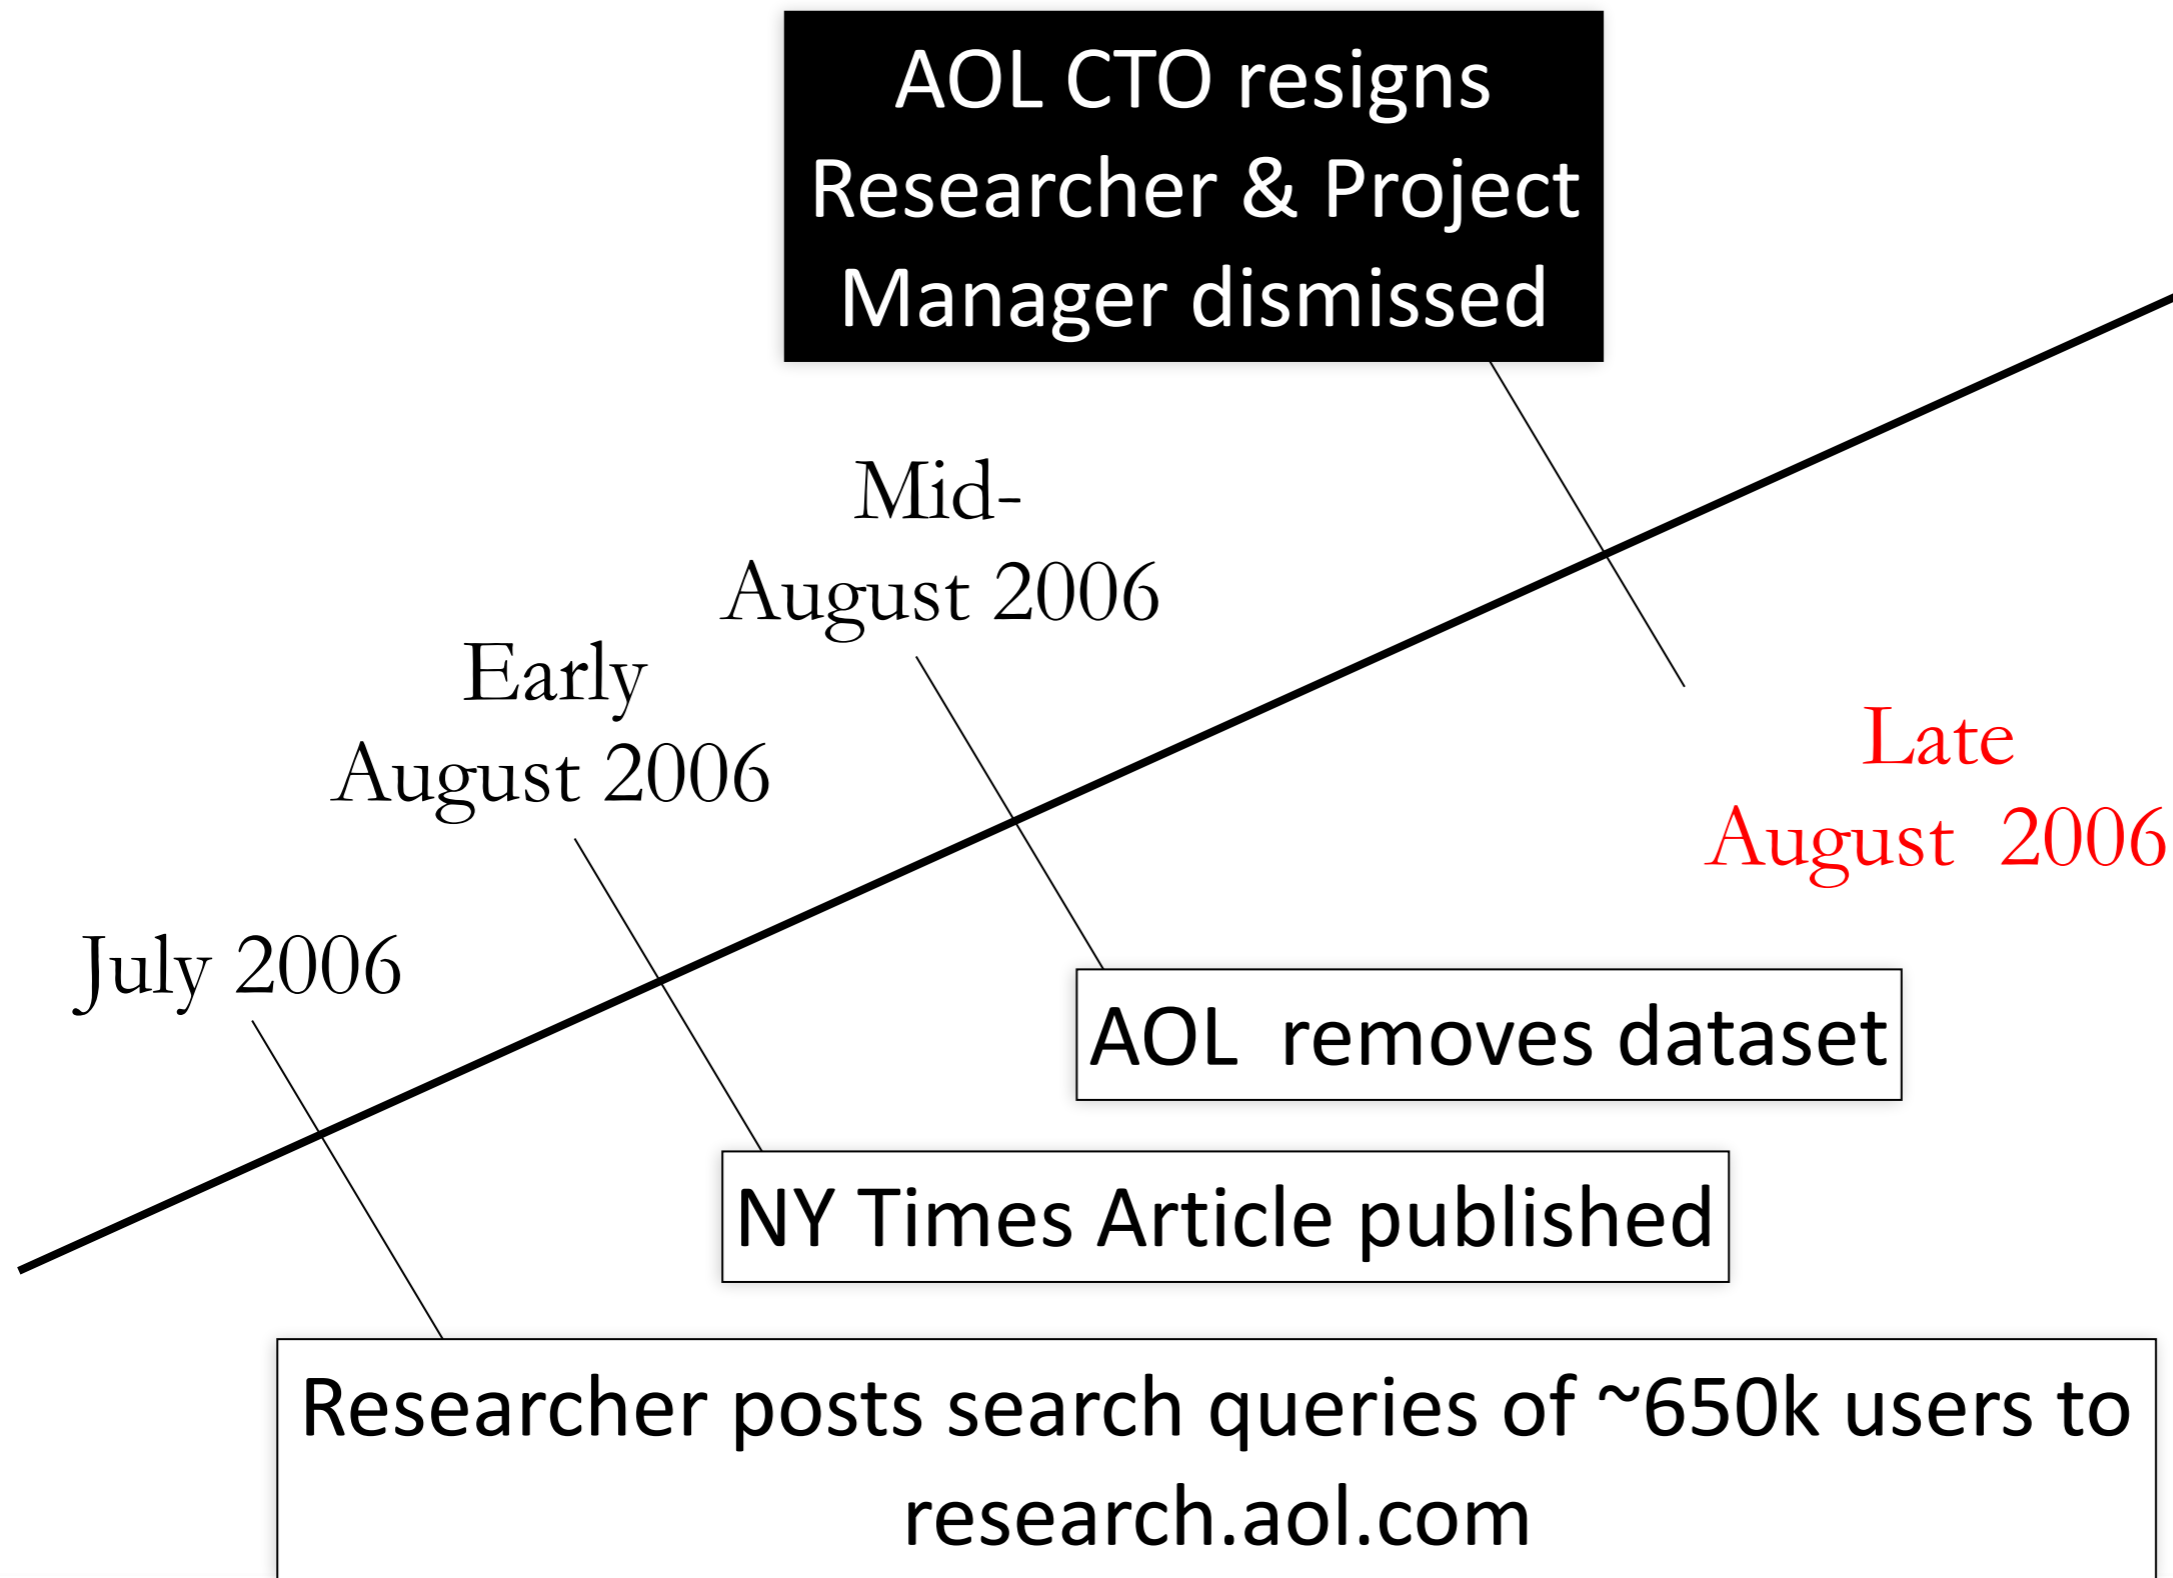 AOL CTO resigns
Researcher & Project
Manager dismissed
Mid-
August 2006
Early
August 2006
Late
August  2006
July 2006
AOL  removes dataset
NY Times Article published
Researcher posts search queries of ~650k users to
research.aol.com